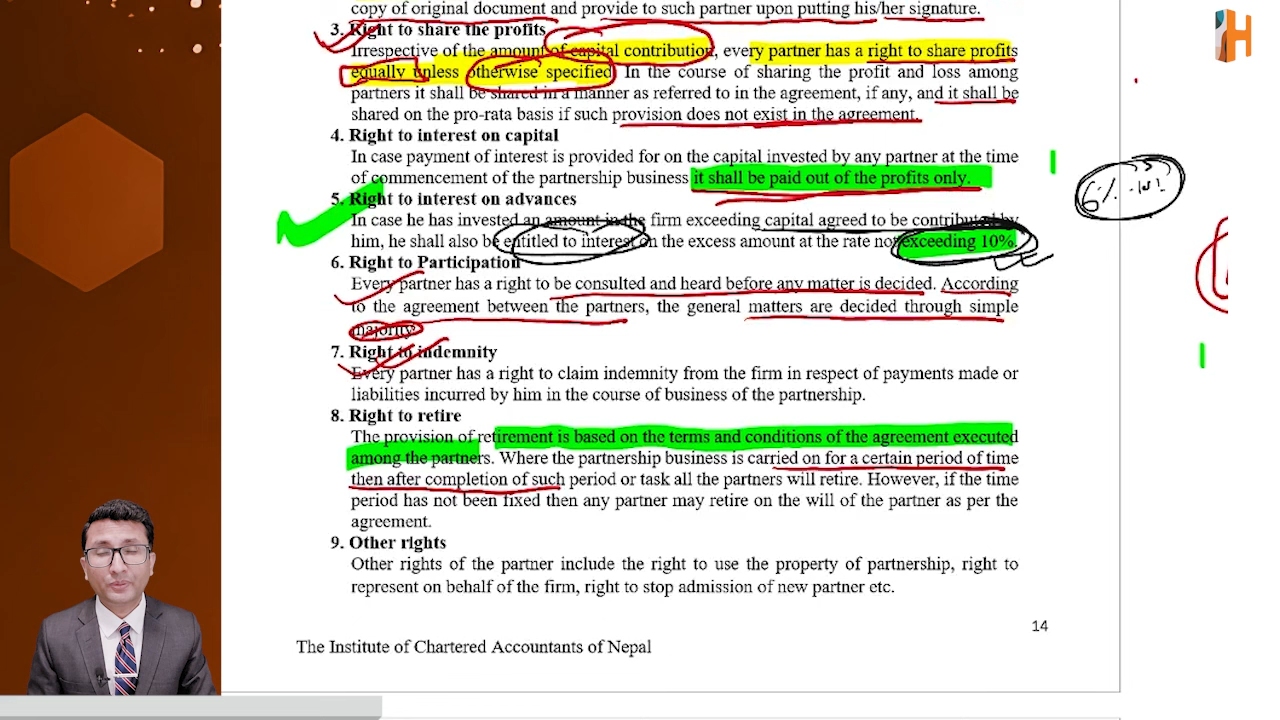 copy of original document and provide to such partner upon putting his/her signature.
3. Right to share the profits
Irrespective of the amount of capital contribution, every partner has a right to share profits
equally unless otherwise specified. In the course of sharing the profit and loss among
partners it shall be shared in a manner as referred to in the agreement, if any, and it shall be
shared on the pro-rata basis if such provision does not exist in the agreement.
4. Right to interest on capital
In case payment of interest is provided for on the capital invested by any partner at the time
of commencement of the partnership business it shall be paid out of the profits only.
5. Right to interest on advances
In case he has invested an amount in the firm exceeding capital agreed to be contributed by
him, he shall also be entitled to interest on the excess amount at the rate not exceeding 10%.
6%
6. Right to Participation
Every partner has a right to be consulted and heard before any matter is decided. According
to the agreement between the partners, the general matters are decided through simple
majority.
7. Right to indemnity
Every partner has a right to claim indemnity from the firm in respect of payments made or
liabilities incurred by him in the course of business of the partnership.
8. Right to retire
The provision of retirement is based on the terms and conditions of the agreement executed
among the partners. Where the partnership business is carried on for a certain period of time
then after completion of such period or task all the partners will retire. However, if the time
period has not been fixed then any partner may retire on the will of the partner as per the
agreement.
9. Other rights
Other rights of the partner include the right to use the property of partnership, right to
represent on behalf of the firm, right to stop admission of new partner etc.
14
The Institute of Chartered Accountants of Nepal
H